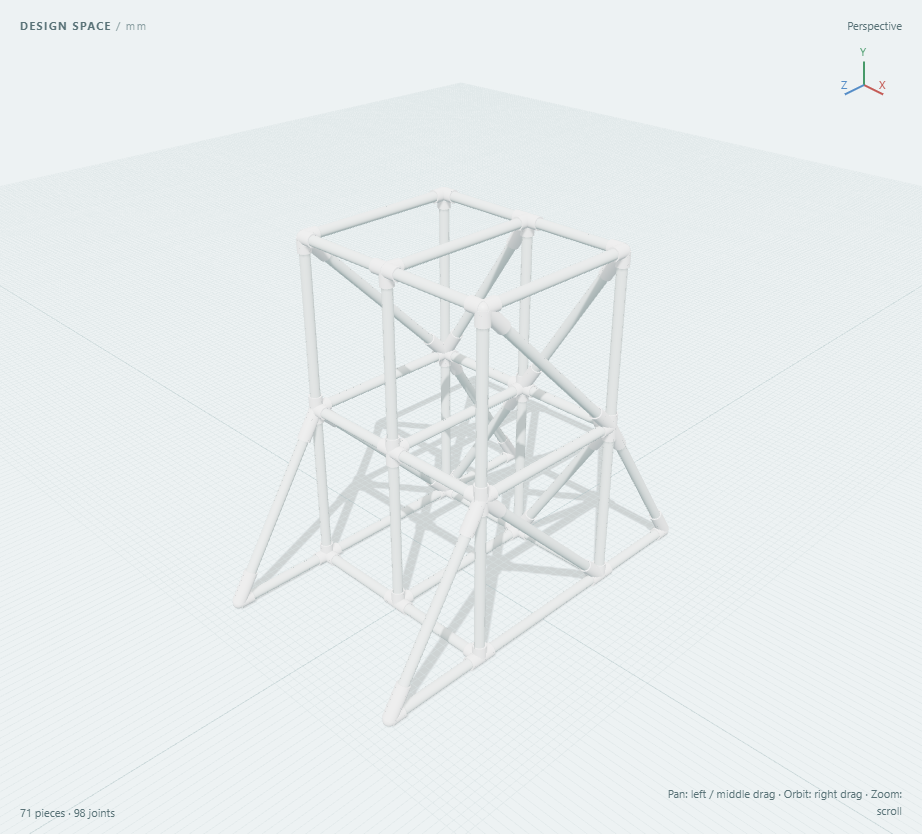 DESIGN SPACE / mm
Perspective
Y
Z
X
71 pieces · 98 joints
Pan: left / middle drag · Orbit: right drag · Zoom:
scroll